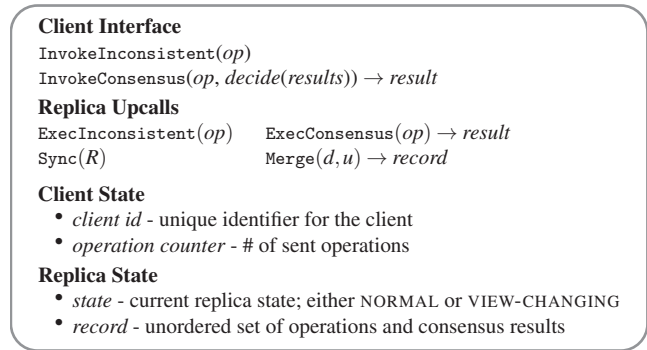 Client Interface
InvokeInconsistent(op)
InvokeConsensus(op, decide(results)) → result
Replica Upcalls
ExecInconsistent(op) ExecConsensus(op) → result
Sync(R) Merge(d,u) → record
Client State
• client id - unique identifier for the client
• operation counter - # of sent operations
Replica State
• state - current replica state; either NORMAL or VIEW-CHANGING
• record - unordered set of operations and consensus results